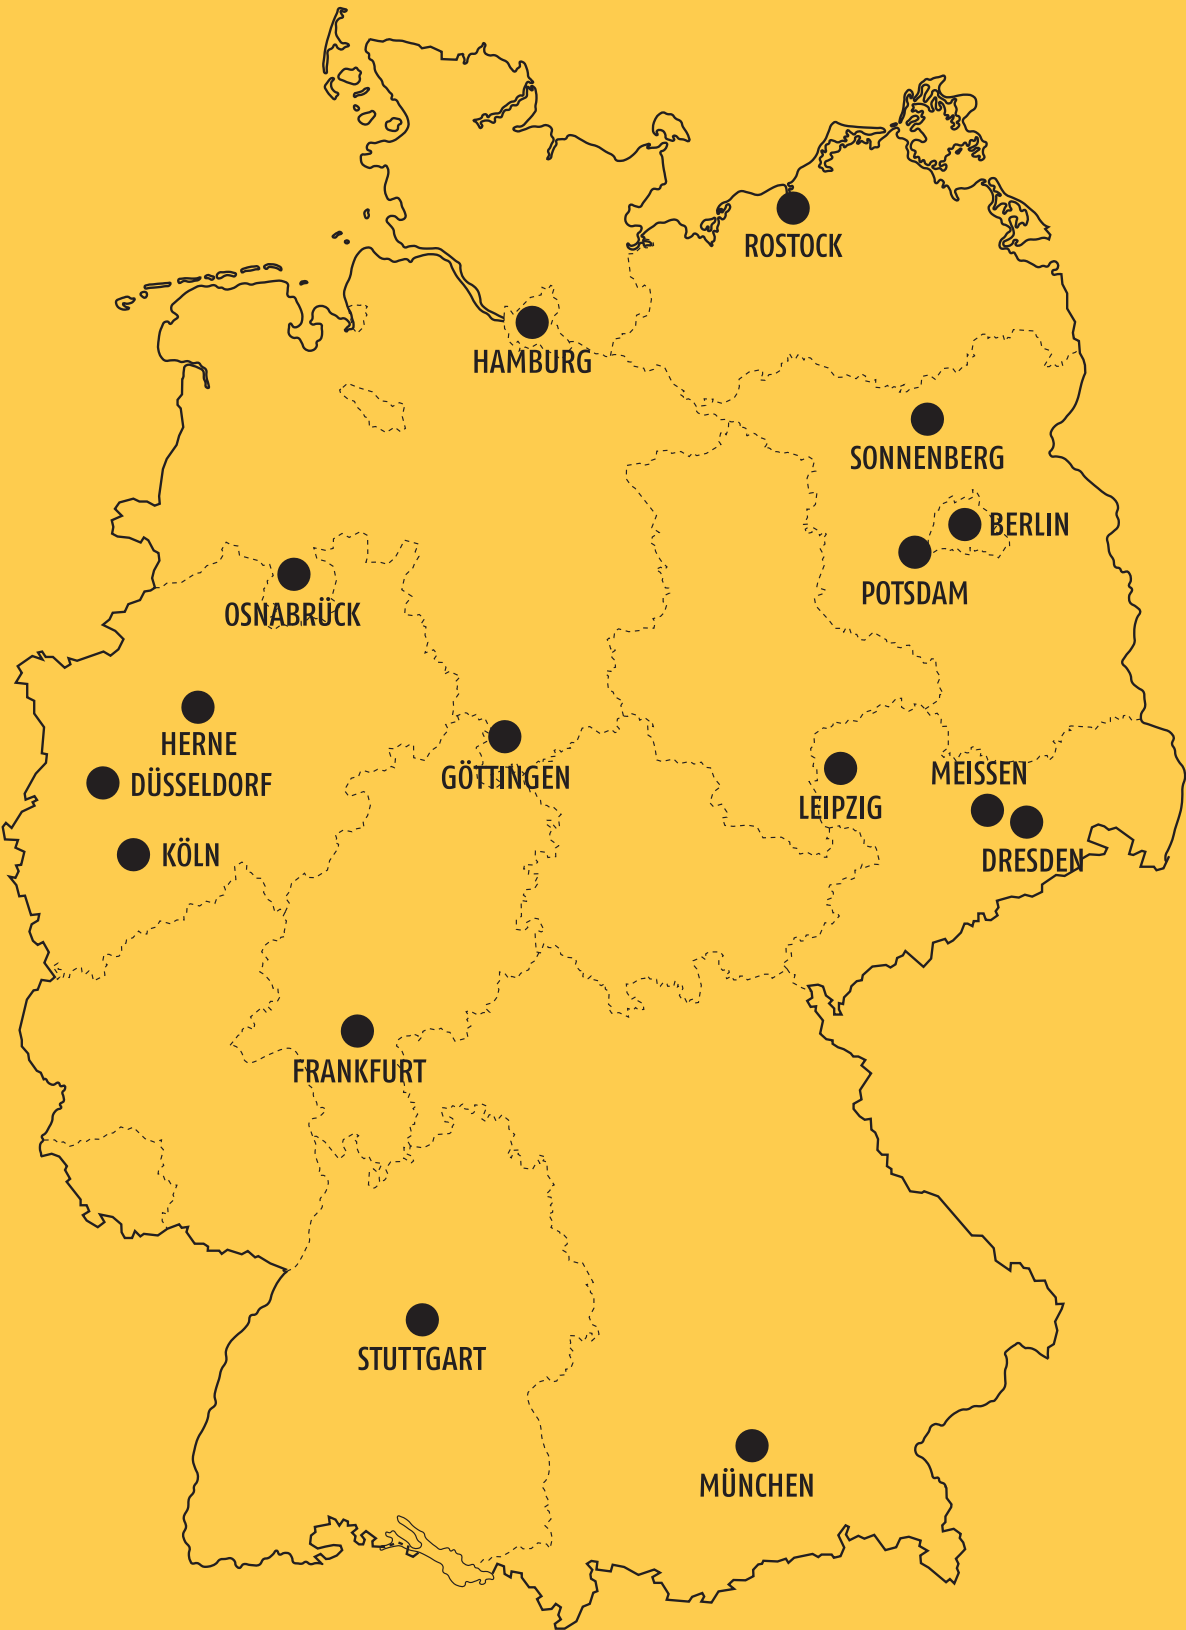 ROSTOCK
HAMBURG
SONNENBERG
BERLIN
POTSDAM
OSNABRÜCK
HERNE
GÖTTINGEN
MEISSEN
DÜSSELDORF
LEIPZIG
KÖLN
DRESDEN
FRANKFURT
STUTTGART
MÜNCHEN